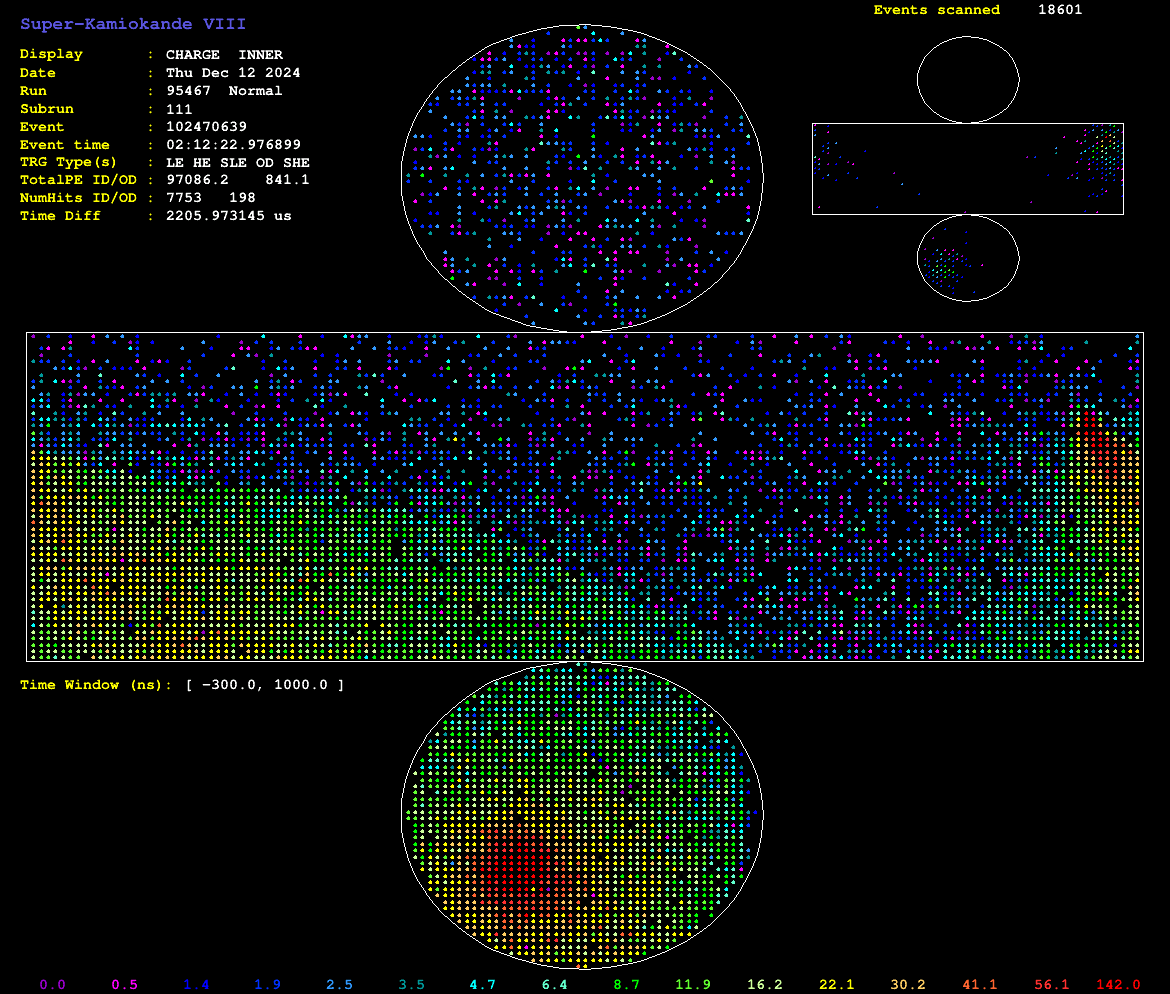 Super-Kamiokande VIII
Events scanned 18601
Display : CHARGE INNER
Date : Thu Dec 12 2024
Run : 95467 Normal
Subrun : 111
Event : 102470639
Event time : 02:12:22.976899
TRG Type(s) : LE HE SLE OD SHE
TotalPE ID/OD : 97086.2 841.1
NumHits ID/OD : 7753 198
Time Diff : 2205.973145 us
Time Window (ns): [ −300.0, 1000.0 ]
0.0 0.5 1.4 1.9 2.5 3.5 4.7 6.4 8.7 11.9 16.2 22.1 30.2 41.1 56.1 142.0